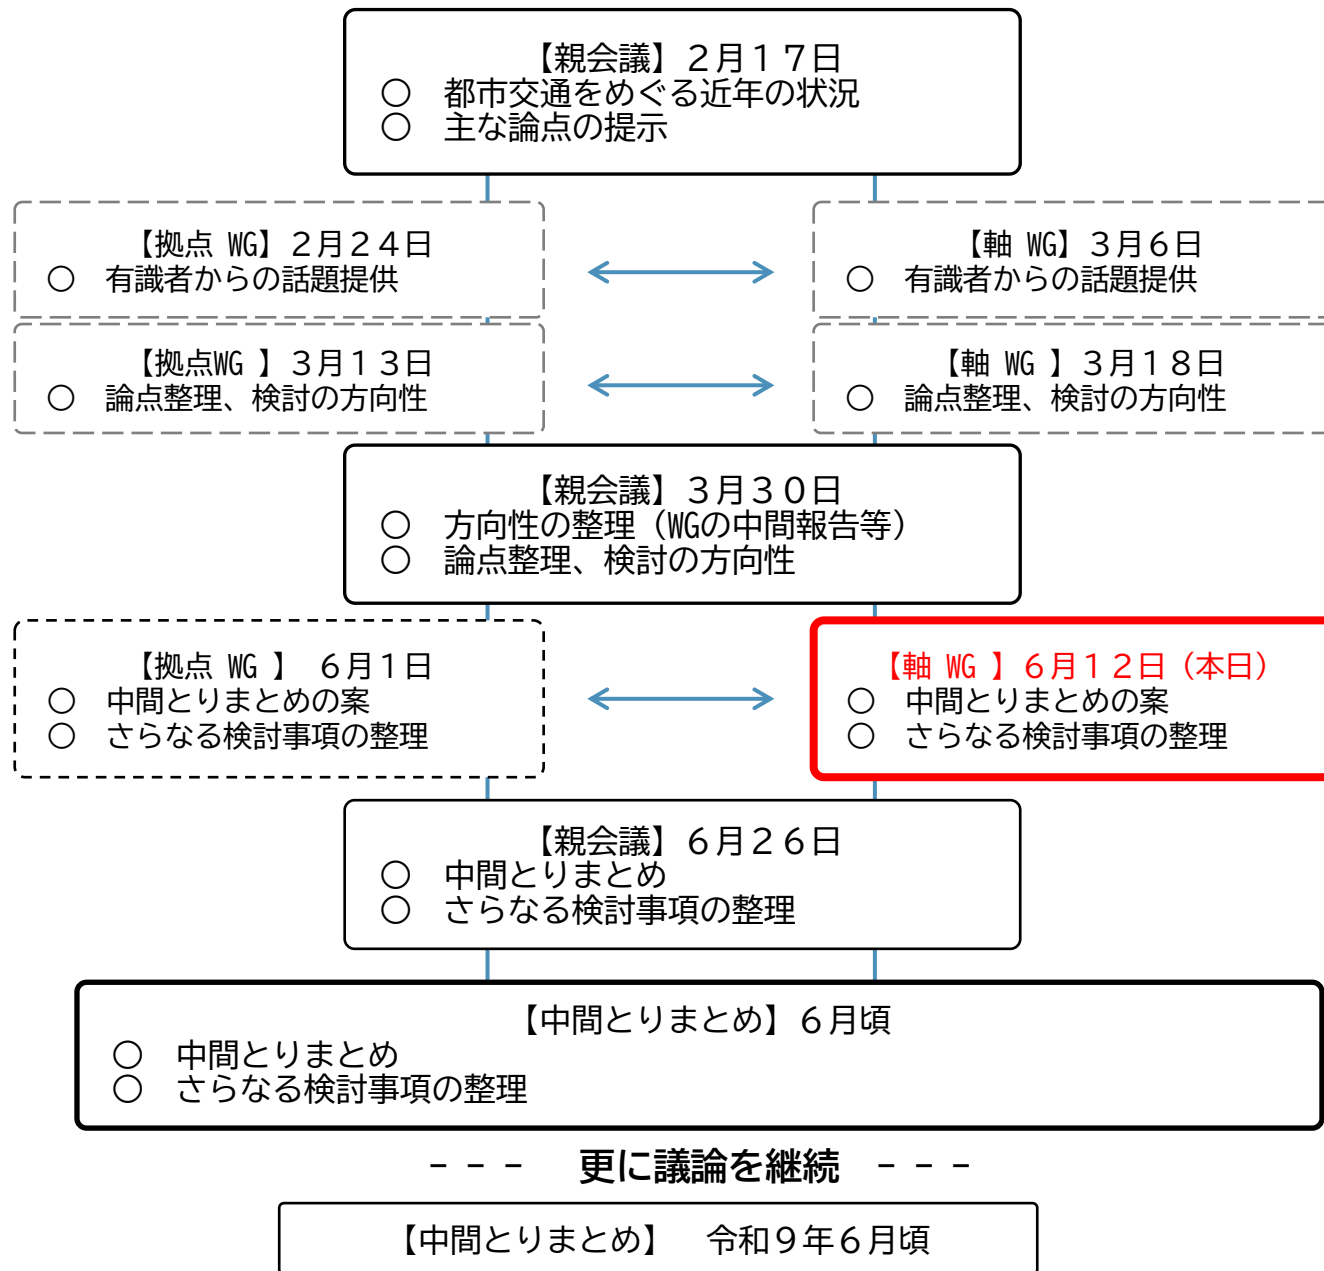 【親会議】２月１７日
○　都市交通をめぐる近年の状況
○　主な論点の提示
【拠点 WG】２月２４日
○　有識者からの話題提供
【軸 WG】３月６日
○　有識者からの話題提供
【拠点WG 】３月１３日
○　論点整理、検討の方向性
【軸 WG 】３月１８日
○　論点整理、検討の方向性
【親会議】３月３０日
○　方向性の整理（WGの中間報告等）
○　論点整理、検討の方向性
【拠点 WG 】 ６月１日
○　中間とりまとめの案
○　さらなる検討事項の整理
【軸 WG 】６月１２日（本日）
○　中間とりまとめの案
○　さらなる検討事項の整理
【親会議】６月２６日
○　中間とりまとめ
○　さらなる検討事項の整理
【中間とりまとめ】６月頃
○　中間とりまとめ
○　さらなる検討事項の整理
- - -　更に議論を継続　- - -
【中間とりまとめ】　令和９年６月頃